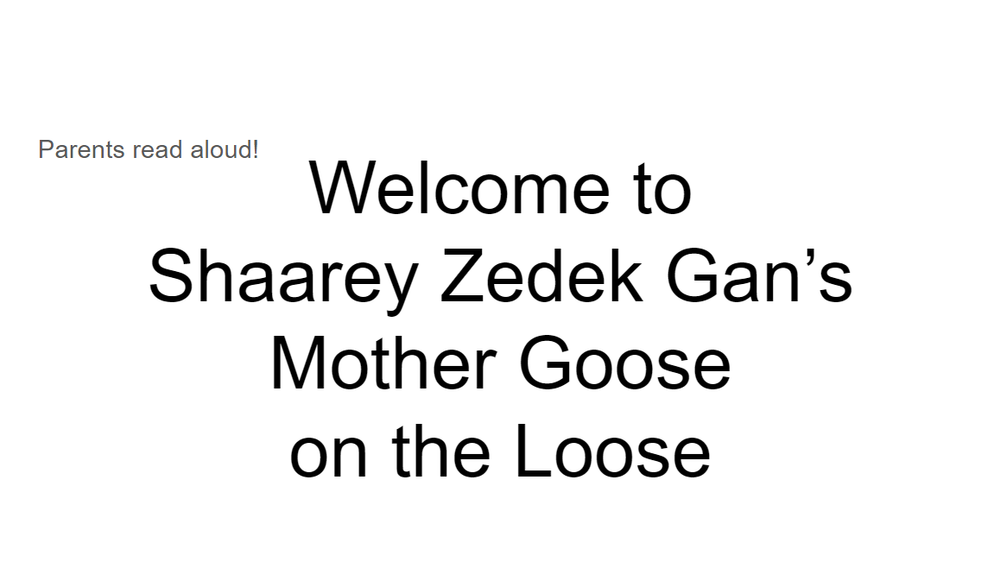 Parents read aloud!
Welcome to
Shaarey Zedek Gan’s
Mother Goose
on the Loose